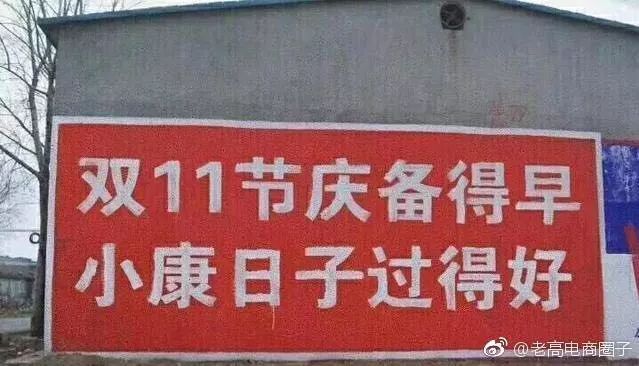 双11节庆备得早
小康日子过得好
@老高电商圈子